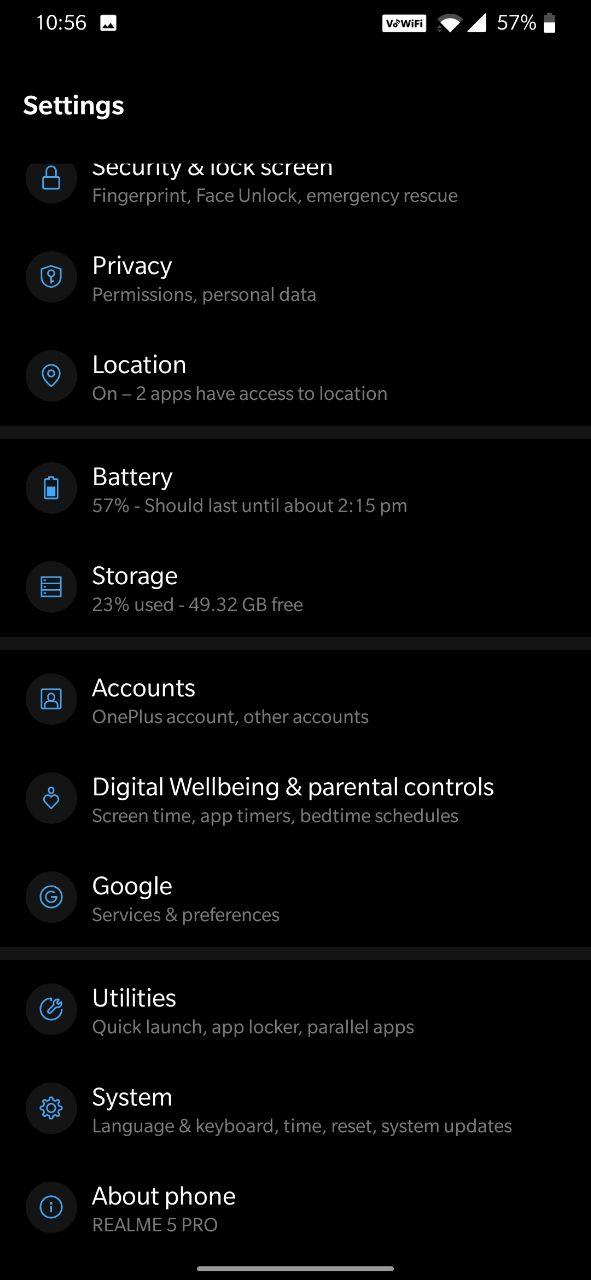 10:56 VoWiFi 57%
Settings
Security & lock screen
Fingerprint, Face Unlock, emergency rescue
Privacy
Permissions, personal data
Location
On – 2 apps have access to location
Battery
57% - Should last until about 2:15 pm
Storage
23% used - 49.32 GB free
Accounts
OnePlus account, other accounts
Digital Wellbeing & parental controls
Screen time, app timers, bedtime schedules
Google
Services & preferences
Utilities
Quick launch, app locker, parallel apps
System
Language & keyboard, time, reset, system updates
About phone
REALME 5 PRO